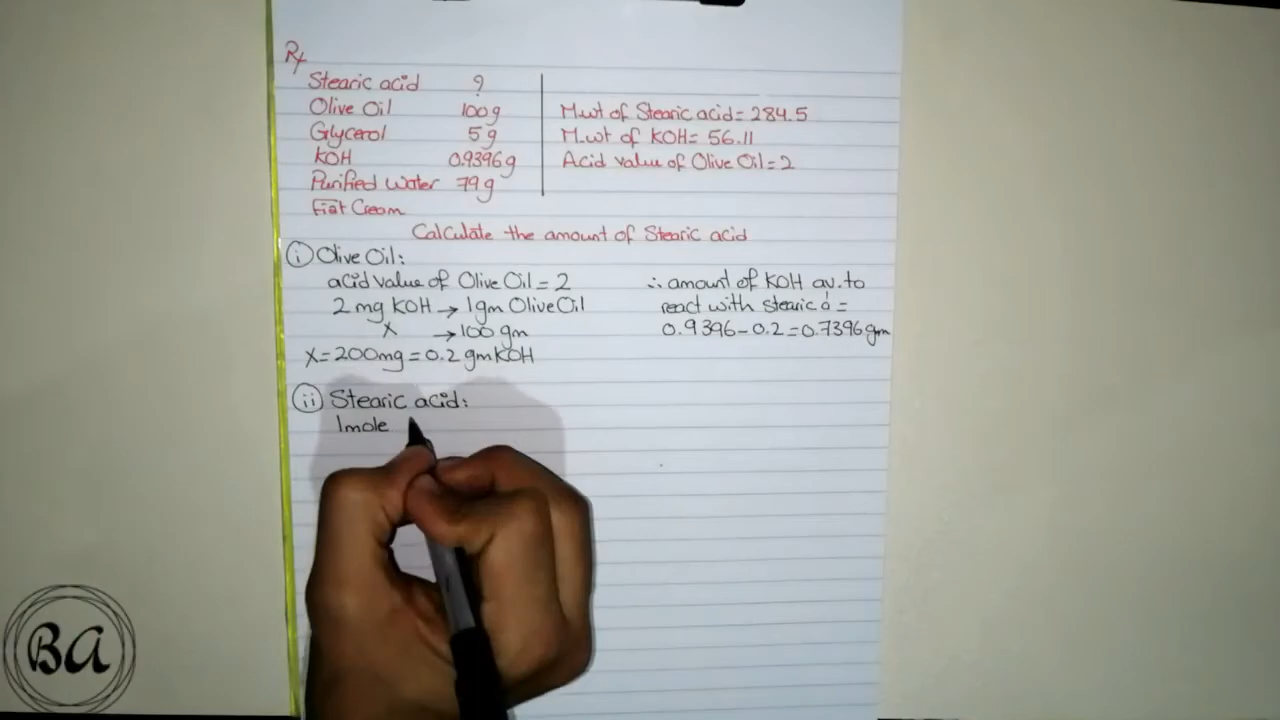 Rx
Stearic acid ?
Olive Oil 100g
Glycerol 5g
KOH 0.9396g
Purified Water 79g
Fiat Cream
M.wt of Stearic acid = 284.5
M.wt of KOH = 56.11
Acid value of Olive Oil = 2
Calculate the amount of Stearic acid
i Olive Oil:
acid value of Olive Oil = 2
2 mg KOH → 1gm Olive Oil
x → 100 gm
x = 200mg = 0.2 gm KOH
∴ amount of KOH av. to
react with stearic a =
0.9396 - 0.2 = 0.7396 gm
ii Stearic acid:
1mole
BA